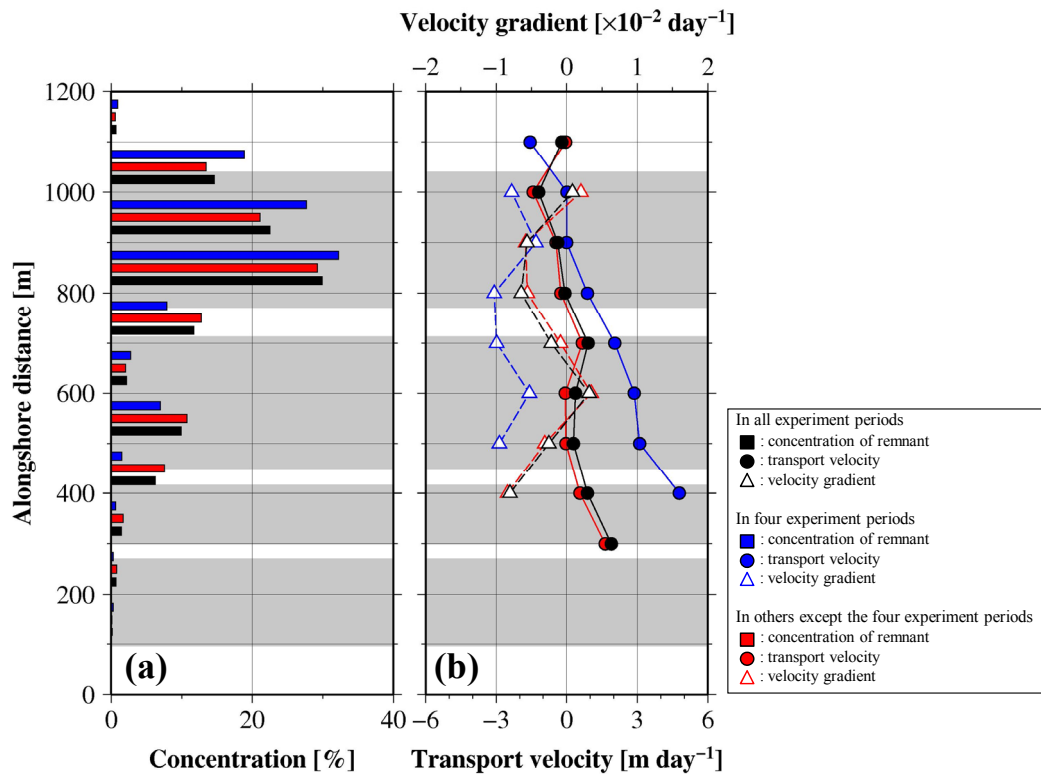 Velocity gradient [×10−2 day−1]
−2 −1 0 1 2
1200
1000
800
600
400
200
0
Alongshore distance [m]
(a)
(b)
0 20 40
−6 −3 0 3 6
Concentration [%]
Transport velocity [m day−1]
In all experiment periods
: concentration of remnant
: transport velocity
: velocity gradient
In four experiment periods
: concentration of remnant
: transport velocity
: velocity gradient
In others except the four experiment periods
: concentration of remnant
: transport velocity
: velocity gradient